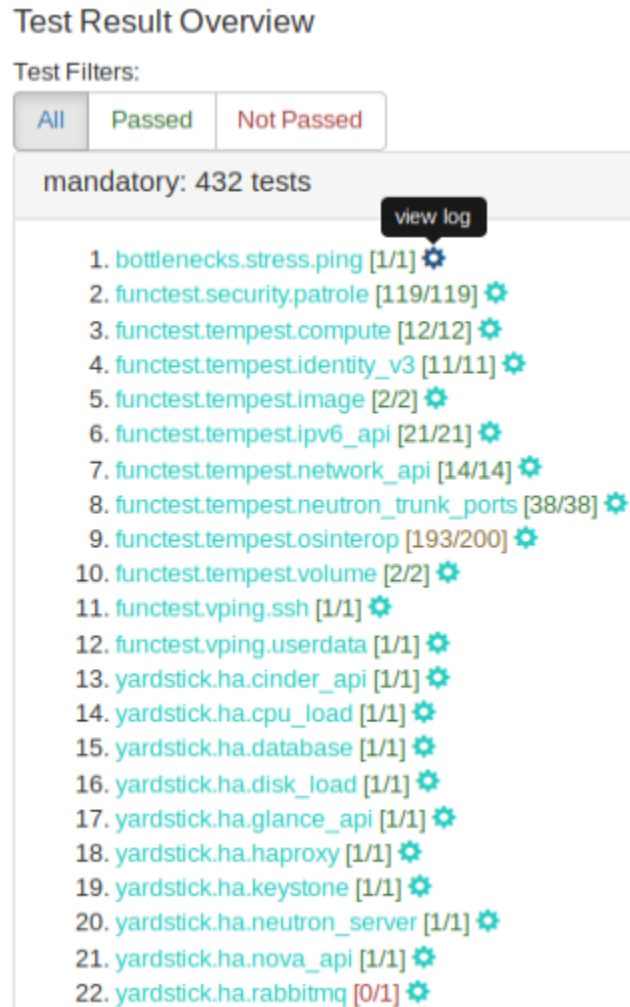 Test Result Overview
Test Filters:
All Passed Not Passed
mandatory: 432 tests
view log
1. bottlenecks.stress.ping [1/1]
2. functest.security.patrole [119/119]
3. functest.tempest.compute [12/12]
4. functest.tempest.identity_v3 [11/11]
5. functest.tempest.image [2/2]
6. functest.tempest.ipv6_api [21/21]
7. functest.tempest.network_api [14/14]
8. functest.tempest.neutron_trunk_ports [38/38]
9. functest.tempest.osinterop [193/200]
10. functest.tempest.volume [2/2]
11. functest.vping.ssh [1/1]
12. functest.vping.userdata [1/1]
13. yardstick.ha.cinder_api [1/1]
14. yardstick.ha.cpu_load [1/1]
15. yardstick.ha.database [1/1]
16. yardstick.ha.disk_load [1/1]
17. yardstick.ha.glance_api [1/1]
18. yardstick.ha.haproxy [1/1]
19. yardstick.ha.keystone [1/1]
20. yardstick.ha.neutron_server [1/1]
21. yardstick.ha.nova_api [1/1]
22. yardstick.ha.rabbitmq [0/1]